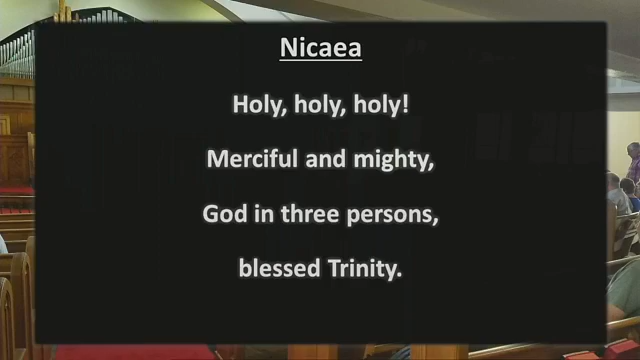 Nicaea
Holy, holy, holy!
Merciful and mighty,
God in three persons,
blessed Trinity.